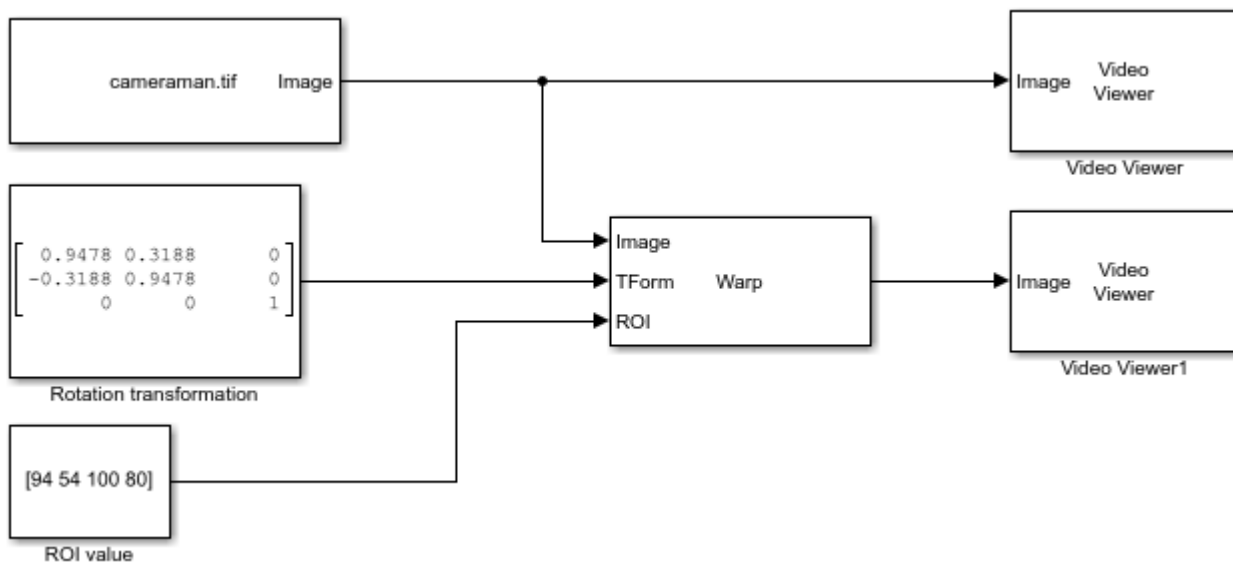 cameraman.tif Image
Image Video
Viewer
Video Viewer
0.9478 0.3188 0
-0.3188 0.9478 0
0 0 1
Rotation transformation
Image
TForm Warp
ROI
Image Video
Viewer
Video Viewer1
[94 54 100 80]
ROI value